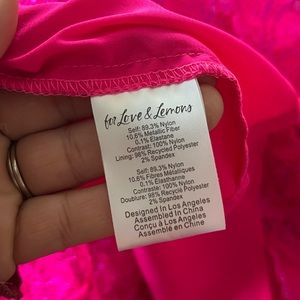 for Love & Lemons
Self: 89.3% Nylon
10.6% Metallic Fiber
0.1% Elastane
Contrast: 100% Nylon
Lining: 98% Recycled Polyester
2% Spandex
Self: 89.3% Nylon
10.6% Fibres Métalliques
0.1% Élasthanne
Contraste: 100% Nylon
Doublure: 98% Recycled Polyester
2% Spandex
Designed In Los Angeles
Assembled In China
Conçu à Los Angeles
Assemblé en Chine